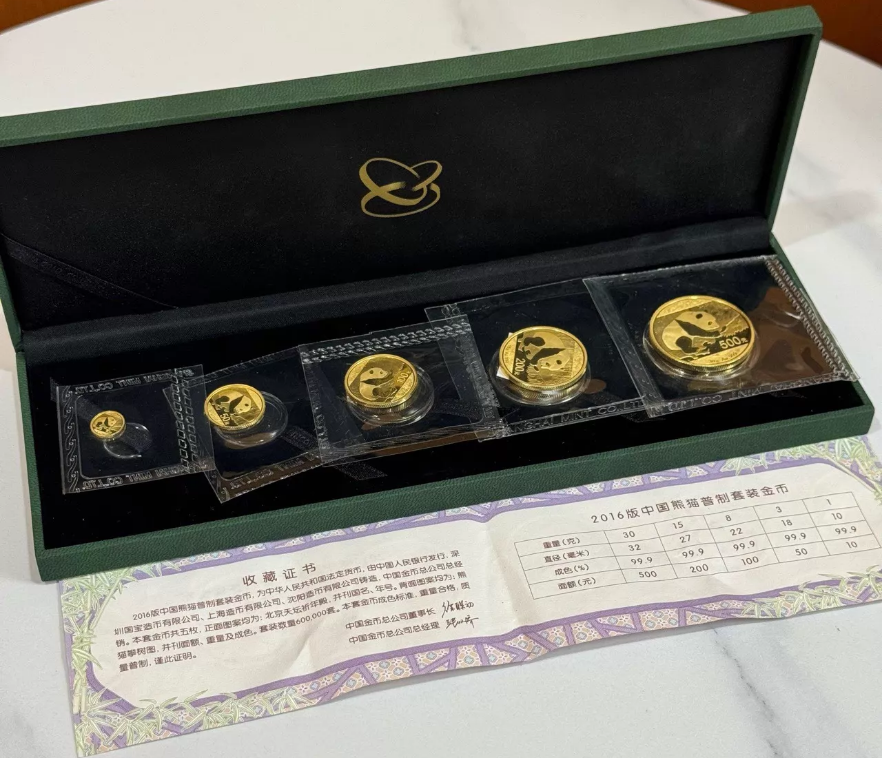 500元
200元
SHANGHAI MINT CO.,LTD.
收藏证书
2016版中国熊猫普制套装金币,为中华人民共和国法定货币,由中国人民银行发行,深
圳国宝造币有限公司、上海造币有限公司、沈阳造币有限公司铸造,中国金币总公司总经
销。本套金币共五枚,正面图案均为:北京天坛祈年殿,并刊国名、年号。背面图案均为:熊
猫攀树图,并刊面额、重量及成色。套装数量600,000套。本套金币成色标准,重量合格,质
量普制,谨此证明。
中国金币总公司董事长
中国金币总公司总经理
2016版中国熊猫普制套装金币
重量(克) 30 15 8 3 1
直径(毫米) 32 27 22 18 10
成色(%) 99.9 99.9 99.9 99.9 99.9
面额(元) 500 200 100 50 10